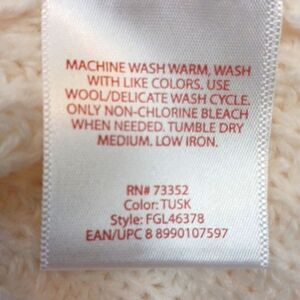 MACHINE WASH WARM, WASH
WITH LIKE COLORS. USE
WOOL/DELICATE WASH CYCLE.
ONLY NON-CHLORINE BLEACH
WHEN NEEDED. TUMBLE DRY
MEDIUM. LOW IRON.
RN# 73352
Color: TUSK
Style: FGL46378
EAN/UPC 8 8990107597